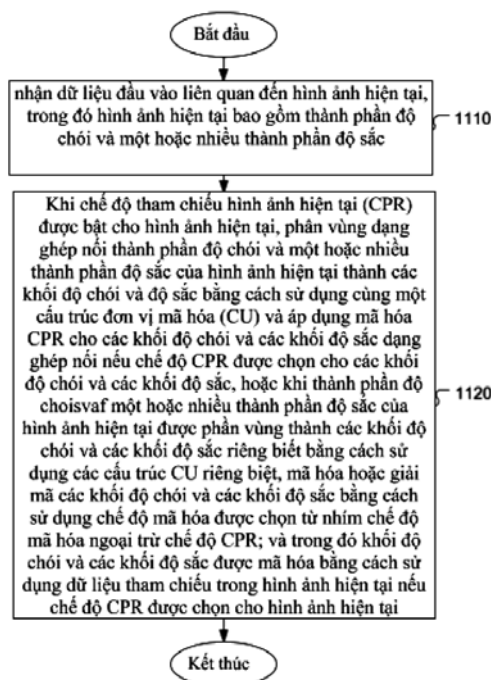 Bắt đầu
nhận dữ liệu đầu vào liên quan đến hình ảnh hiện tại,
trong đó hình ảnh hiện tại bao gồm thành phần độ
chói và một hoặc nhiều thành phần độ sắc
1110
Khi chế độ tham chiếu hình ảnh hiện tại (CPR)
được bật cho hình ảnh hiện tại, phân vùng dạng
ghép nối thành phần độ chói và một hoặc nhiều
thành phần độ sắc của hình ảnh hiện tại thành các
khối độ chói và độ sắc bằng cách sử dụng cùng một
cấu trúc đơn vị mã hóa (CU) và áp dụng mã hóa
CPR cho các khối độ chói và các khối độ sắc dạng
ghép nối nếu chế độ CPR được chọn cho các khối
độ chói và các khối độ sắc, hoặc khi thành phần độ
choisvaf một hoặc nhiều thành phần độ sắc của
hình ảnh hiện tại được phân vùng thành các khối độ
chói và các khối độ sắc riêng biệt bằng cách sử
dụng các cấu trúc CU riêng biệt, mã hóa hoặc giải
mã các khối độ chói và các khối độ sắc bằng cách
sử dụng chế độ mã hóa được chọn từ nhím chế độ
mã hóa ngoại trừ chế độ CPR; và trong đó khối độ
chói và các khối độ sắc được mã hóa bằng cách sử
dụng dữ liệu tham chiếu trong hình ảnh hiện tại nếu
chế độ CPR được chọn cho hình ảnh hiện tại
1120
Kết thúc